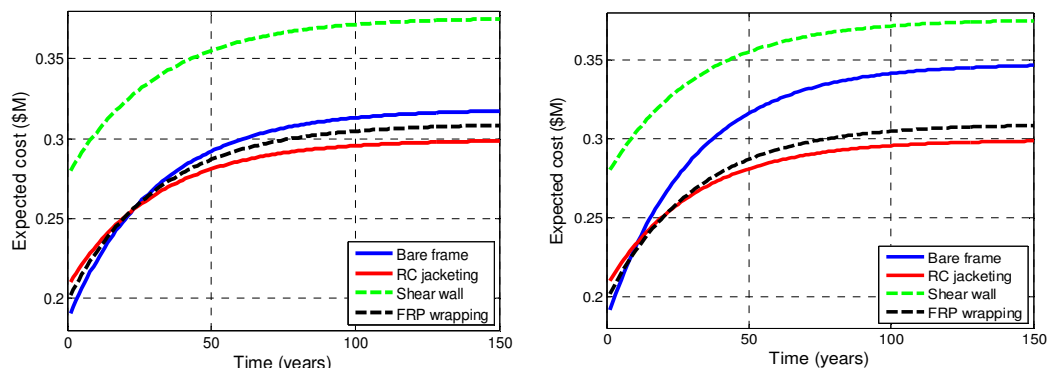 Expected cost ($M)
0.35
0.3
0.25
0.2
0
50
100
150
Time (years)
Bare frame
RC jacketing
Shear wall
FRP wrapping
Expected cost ($M)
0.35
0.3
0.25
0.2
0
50
100
150
Time (years)
Bare frame
RC jacketing
Shear wall
FRP wrapping